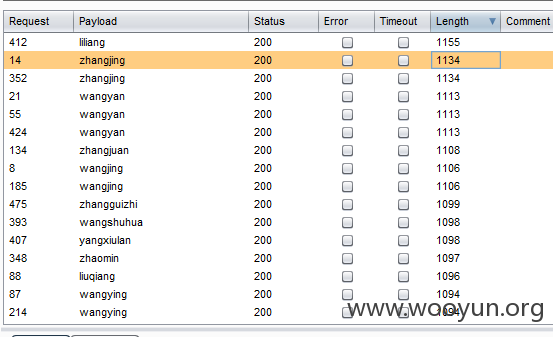 Request Payload Status Error Timeout Length Comment
412 liliang 200 1155
14 zhangjing 200 1134
352 zhangjing 200 1134
21 wangyan 200 1113
55 wangyan 200 1113
424 wangyan 200 1113
134 zhangjuan 200 1108
8 wangjing 200 1106
185 wangjing 200 1106
475 zhangguizhi 200 1099
393 wangshuhua 200 1098
407 yangxiulan 200 1098
348 zhaomin 200 1097
88 liuqiang 200 1096
87 wangying 200 1094
214 wangying 200 1094
www.wooyun.org